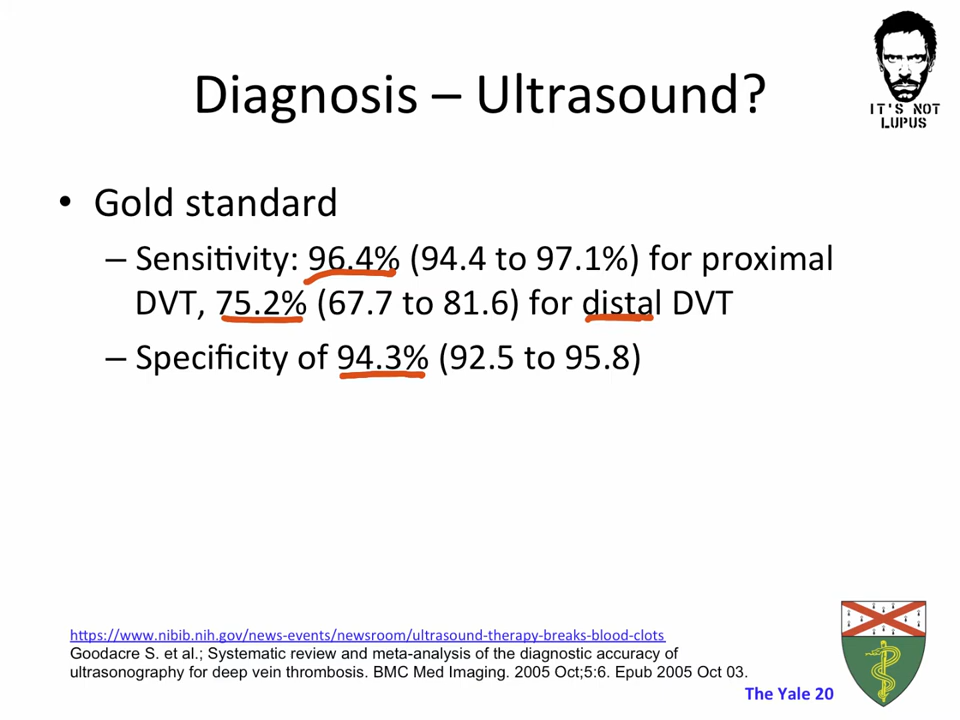 Diagnosis – Ultrasound?
IT'S NOT
LUPUS
• Gold standard
– Sensitivity: 96.4% (94.4 to 97.1%) for proximal
DVT, 75.2% (67.7 to 81.6) for distal DVT
– Specificity of 94.3% (92.5 to 95.8)
https://www.nibib.nih.gov/news-events/newsroom/ultrasound-therapy-breaks-blood-clots
Goodacre S. et al.; Systematic review and meta-analysis of the diagnostic accuracy of
ultrasonography for deep vein thrombosis. BMC Med Imaging. 2005 Oct;5:6. Epub 2005 Oct 03.
The Yale 20